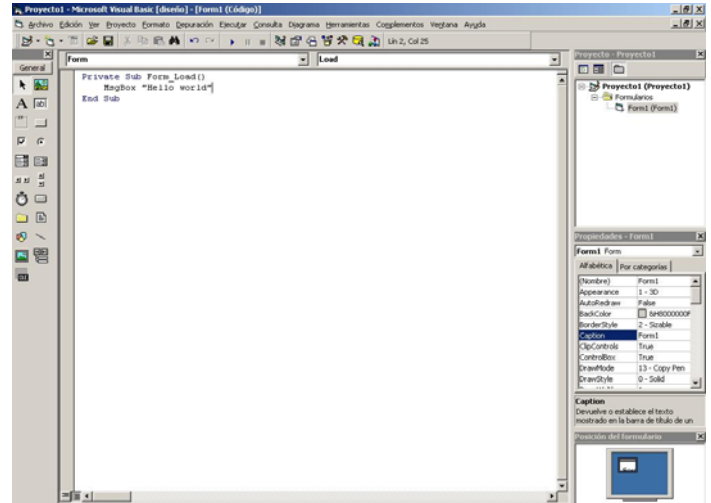 Proyecto1 - Microsoft Visual Basic [diseño] - [Form1 (Código)]
Archivo Edición Ver Proyecto Formato Depuración Ejecutar Consulta Diagrama Herramientas Complementos Ventana Ayuda
Lin 2, Col 25
General
Form
Load
Private Sub Form_Load()
MsgBox "Hello world"
End Sub
Proyecto - Proyecto1
Proyecto1 (Proyecto1)
Formularios
Form1 (Form1)
Propiedades - Form1
Form1 Form
Alfabética Por categorías
(Nombre) Form1
Appearance 1 - 3D
AutoRedraw False
BackColor &H8000000F
BorderStyle 2 - Sizable
Caption Form1
ClipControls True
ControlBox True
DrawMode 13 - Copy Pen
DrawStyle 0 - Solid
Caption
Devuelve o establece el texto
mostrado en la barra de título de un
Posición del formulario